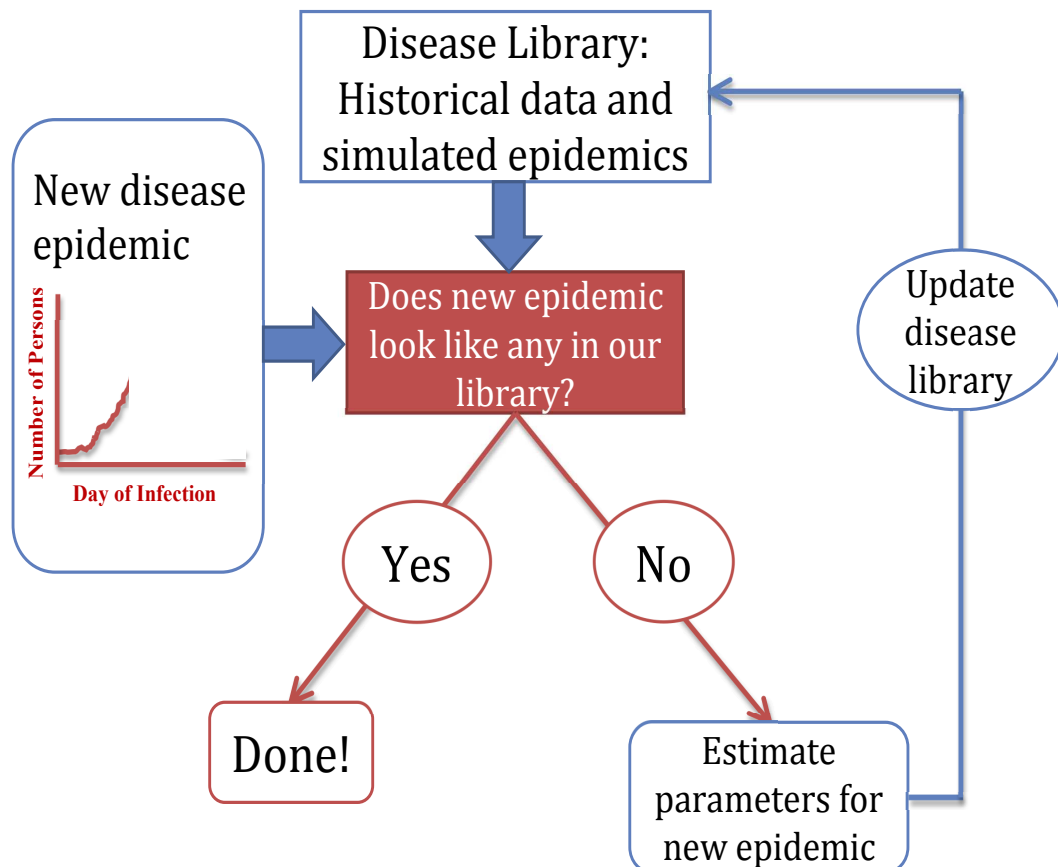 Disease Library:
Historical data and
simulated epidemics
New disease
epidemic
Number of Persons
Day of Infection
Does new epidemic
look like any in our
library?
Update
disease
library
Yes
No
Done!
Estimate
parameters for
new epidemic